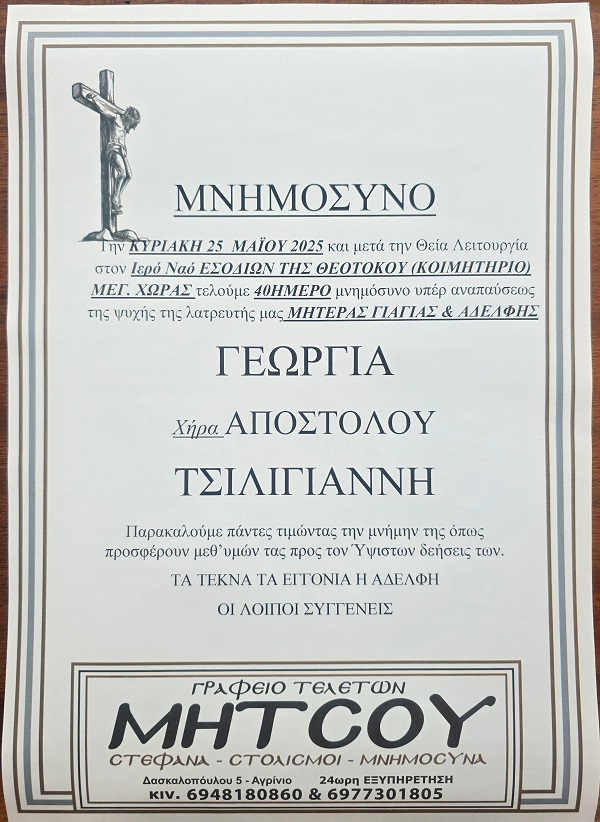 ΜΝΗΜΟΣΥΝΟ
Την ΚΥΡΙΑΚΗ 25 ΜΑΪΟΥ 2025 και μετά την Θεία Λειτουργία
στον Ιερό Ναό ΕΣΟΔΙΩΝ ΤΗΣ ΘΕΟΤΟΚΟΥ (ΚΟΙΜΗΤΗΡΙΟ)
ΜΕΓ. ΧΩΡΑΣ τελούμε 40ΗΜΕΡΟ μνημόσυνο υπέρ αναπαύσεως
της ψυχής της λατρευτής μας ΜΗΤΕΡΑΣ ΓΙΑΓΙΑΣ & ΑΔΕΛΦΗΣ
ΓΕΩΡΓΙΑ
Χήρα ΑΠΟΣΤΟΛΟΥ
ΤΣΙΛΙΓΙΑΝΝΗ
Παρακαλούμε πάντες τιμώντας την μνήμην της όπως
προσφέρουν μεθ’υμών τας προς τον Ύψιστων δεήσεις των.
ΤΑ ΤΕΚΝΑ ΤΑ ΕΓΓΟΝΙΑ Η ΑΔΕΛΦΗ
ΟΙ ΛΟΙΠΟΙ ΣΥΓΓΕΝΕΙΣ
ΓΡΑΦΕΙΟ ΤΕΛΕΤΩΝ
ΜΗΤΣΟΥ
ΣΤΕΦΑΝΑ - ΣΤΟΛΙΣΜΟΙ - ΜΝΗΜΟΣΥΝΑ
Δασκαλοπούλου 5 - Αγρίνιο 24ωρη ΕΞΥΠΗΡΕΤΗΣΗ
ΚΙV. 6948180860 & 6977301805